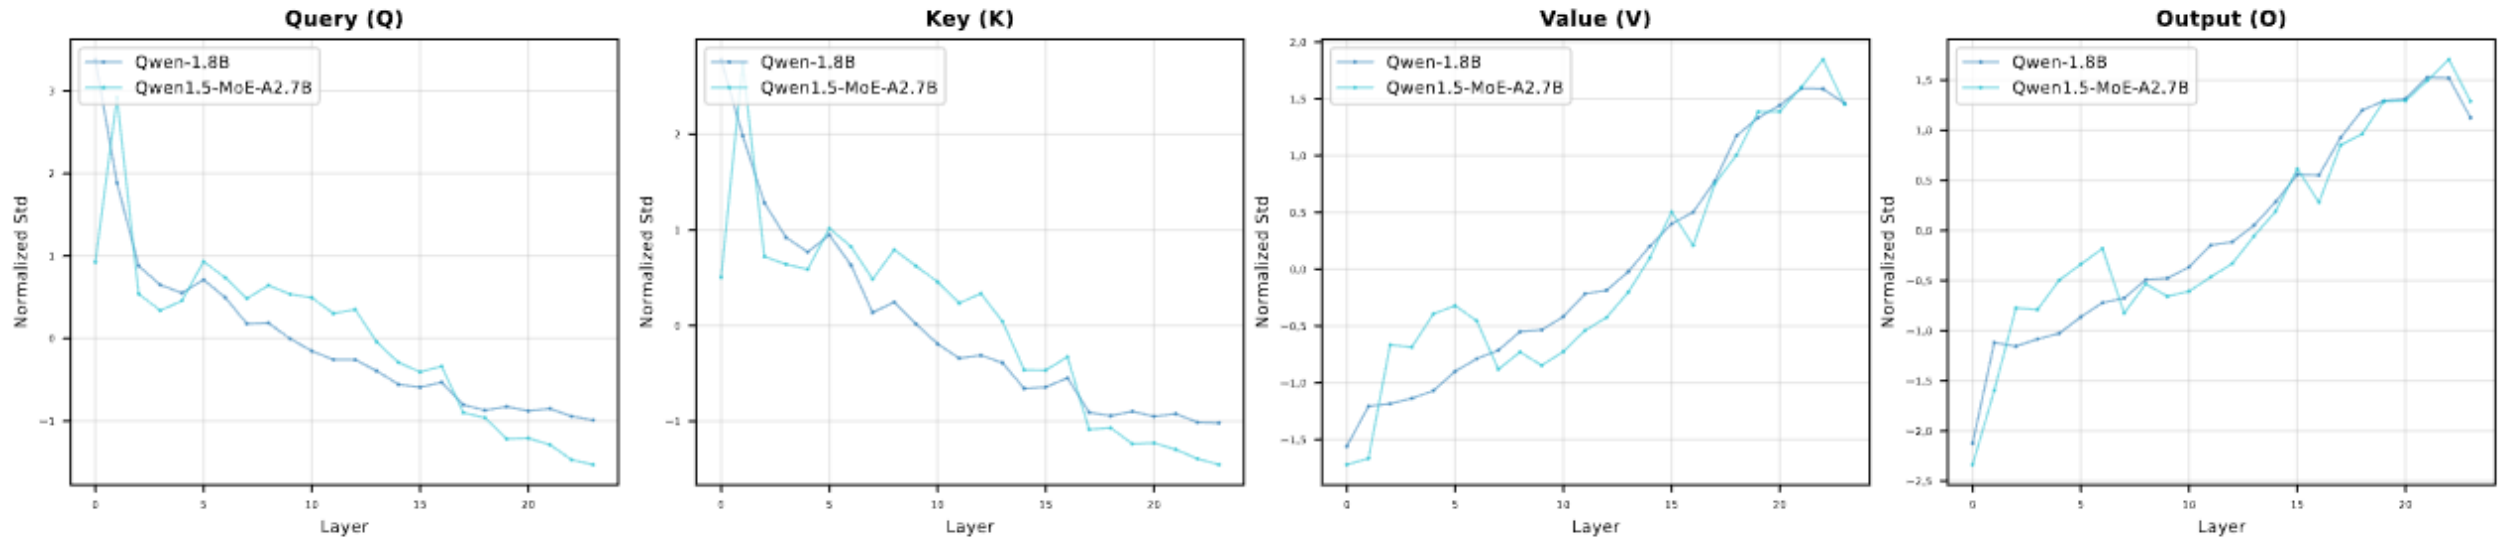 Query (Q)
Qwen-1.8B
Qwen1.5-MoE-A2.7B
3
2
1
0
−1
Normalized Std
0 5 10 15 20
Layer
Key (K)
Qwen-1.8B
Qwen1.5-MoE-A2.7B
2
1
0
−1
Normalized Std
0 5 10 15 20
Layer
Value (V)
Qwen-1.8B
Qwen1.5-MoE-A2.7B
2.0
1.5
1.0
0.5
0.0
−0.5
−1.0
−1.5
Normalized Std
0 5 10 15 20
Layer
Output (O)
Qwen-1.8B
Qwen1.5-MoE-A2.7B
1.5
1.0
0.5
0.0
−0.5
−1.0
−1.5
−2.0
−2.5
Normalized Std
0 5 10 15 20
Layer